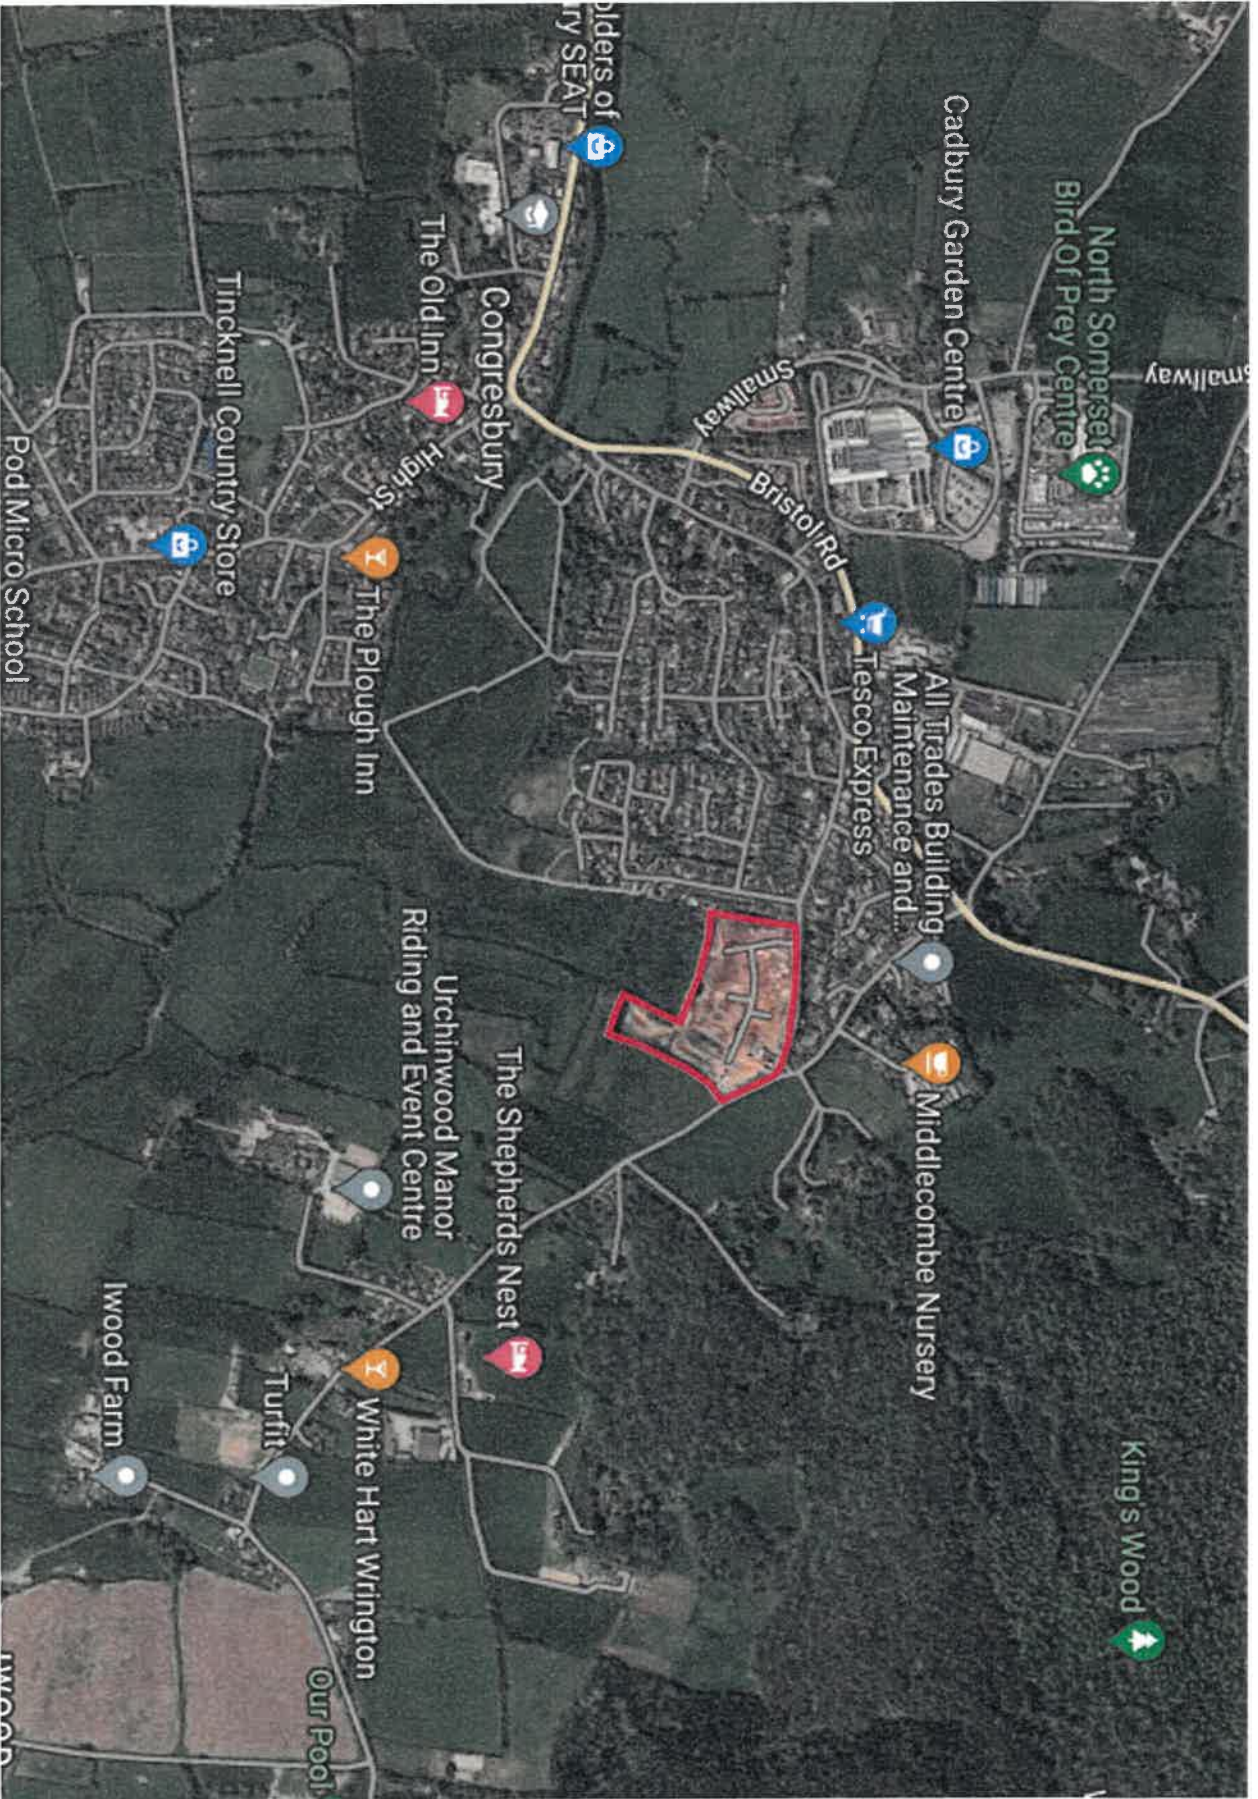 King's Wood
North Somerset
Bird Of Prey Centre
Smallway
Cadbury Garden Centre
Middlecombe Nursery
All Trades Building
Maintenance and...
Tesco Express
Bristol Rd
Smallway
olders of
ry SEAT
Congresbury
The Old Inn
High St
The Shepherds Nest
Urchinwood Manor
Riding and Event Centre
The Plough Inn
White Hart Wrington
Tincknell Country Store
Turfit
Our Pool
Iwood Farm
Pod Micro School
IWOOD